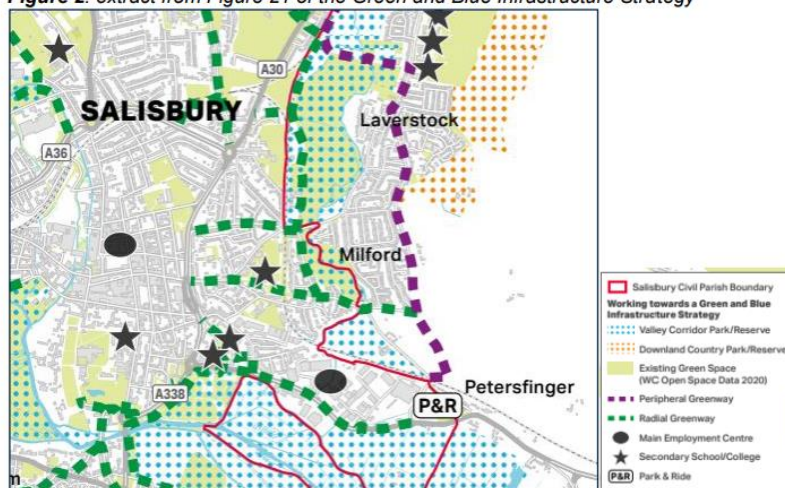 Figure 2: extract from Figure 21 of the Green and Blue Infrastructure Strategy
A30
SALISBURY
Laverstock
A36
Milford
Petersfinger
A338
P&R
m
Salisbury Civil Parish Boundary
Working towards a Green and Blue
Infrastructure Strategy
Valley Corridor Park/Reserve
Downland Country Park/Reserve
Existing Green Space
(WC Open Space Data 2020)
Peripheral Greenway
Radial Greenway
Main Employment Centre
Secondary School/College
P&R Park & Ride